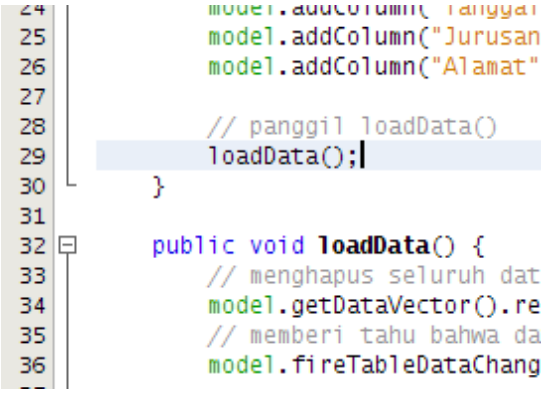 24 model.addColumn("Tanggal
25 model.addColumn("Jurusan
26 model.addColumn("Alamat"
27
28 // panggil loadData()
29 loadData();
30 }
31
32 public void loadData() {
33 // menghapus seluruh dat
34 model.getDataVector().re
35 // memberi tahu bahwa da
36 model.fireTableDataChang